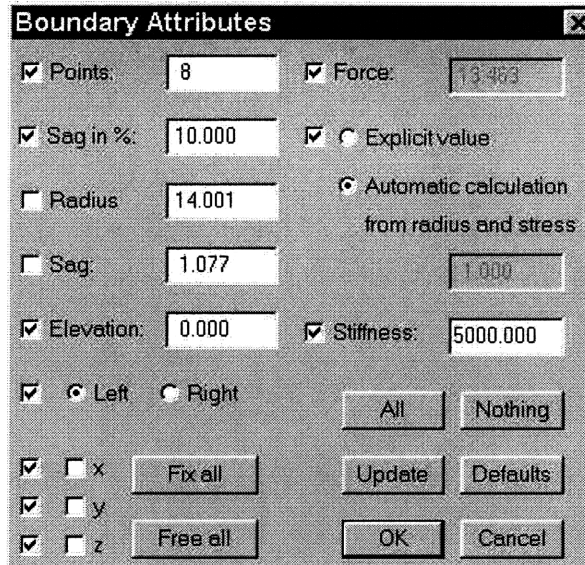 Boundary Attributes
Points: 8 Force: 13.463
Sag in %: 10.000 Explicit value
Radius 14.001 Automatic calculation
from radius and stress
Sag: 1.077 1.000
Elevation: 0.000 Stiffness: 5000.000
Left Right
All Nothing
x Fix all Update Defaults
y
z Free all OK Cancel